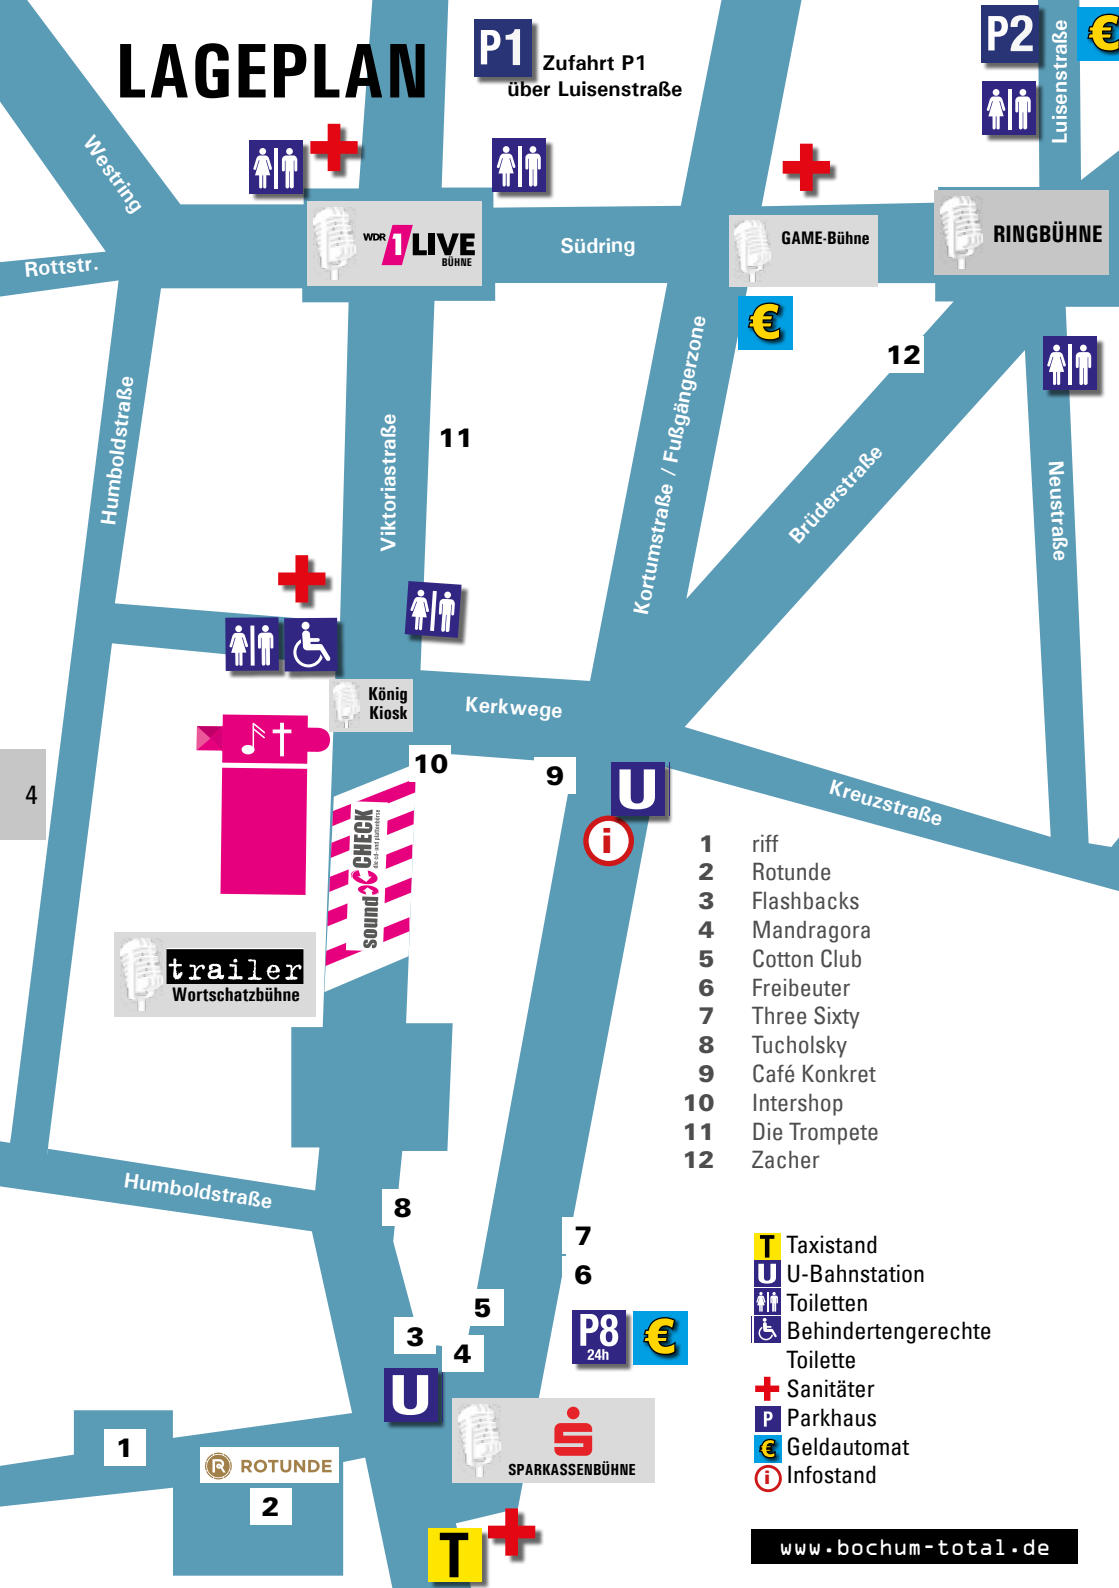 LAGEPLAN
P1
Zufahrt P1
über Luisenstraße
P2
€
Luisenstraße
Westring
Rottstr.
WDR 1LIVE
BÜHNE
Südring
GAME-Bühne
RINGBÜHNE
€
12
Humboldstraße
Viktoriastraße
11
Kortumstraße / Fußgängerzone
Brüderstraße
Neustraße
König
Kiosk
Kerkwege
10
9
U
i
Kreuzstraße
4
soundCHECK
die cd- und plattenbörse
trailer
Wortschatzbühne
1 riff
2 Rotunde
3 Flashbacks
4 Mandragora
5 Cotton Club
6 Freibeuter
7 Three Sixty
8 Tucholsky
9 Café Konkret
10 Intershop
11 Die Trompete
12 Zacher
Humboldstraße
8
7
6
5
3
4
P8
24h
€
U
1
R ROTUNDE
2
SPARKASSENBÜHNE
T
T Taxistand
U U-Bahnstation
Toiletten
Behindertengerechte
Toilette
Sanitäter
P Parkhaus
€ Geldautomat
i Infostand
www.bochum-total.de